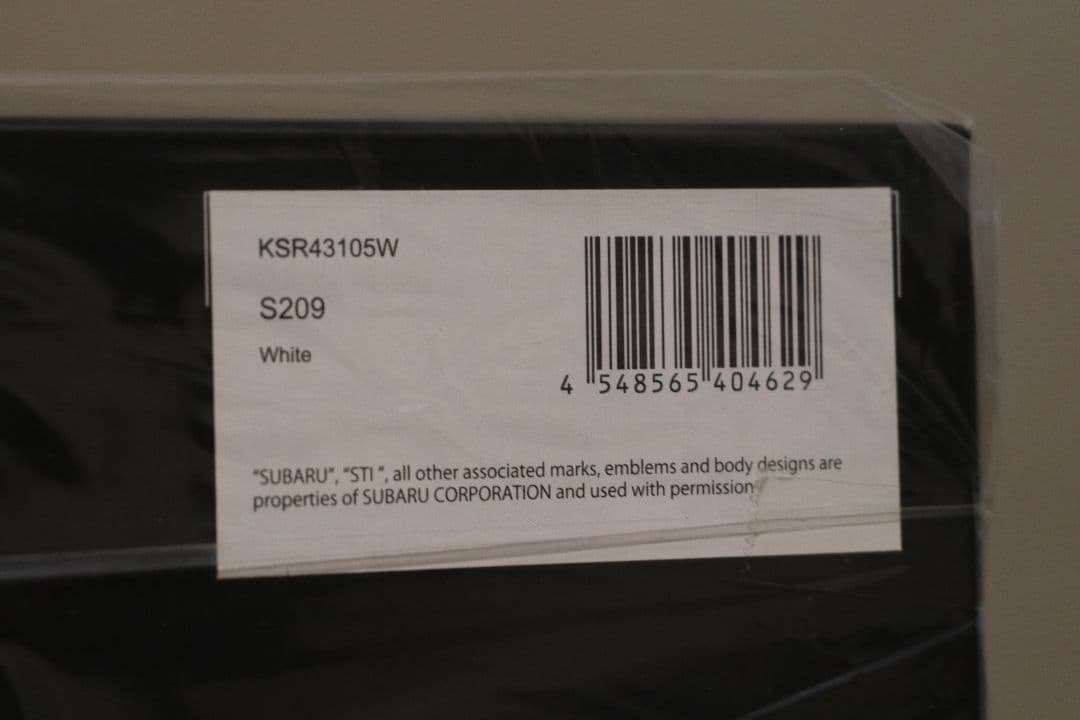 KSR43105W
S209
White
4 548565 404629
"SUBARU", "STI ", all other associated marks, emblems and body designs are
properties of SUBARU CORPORATION and used with permission